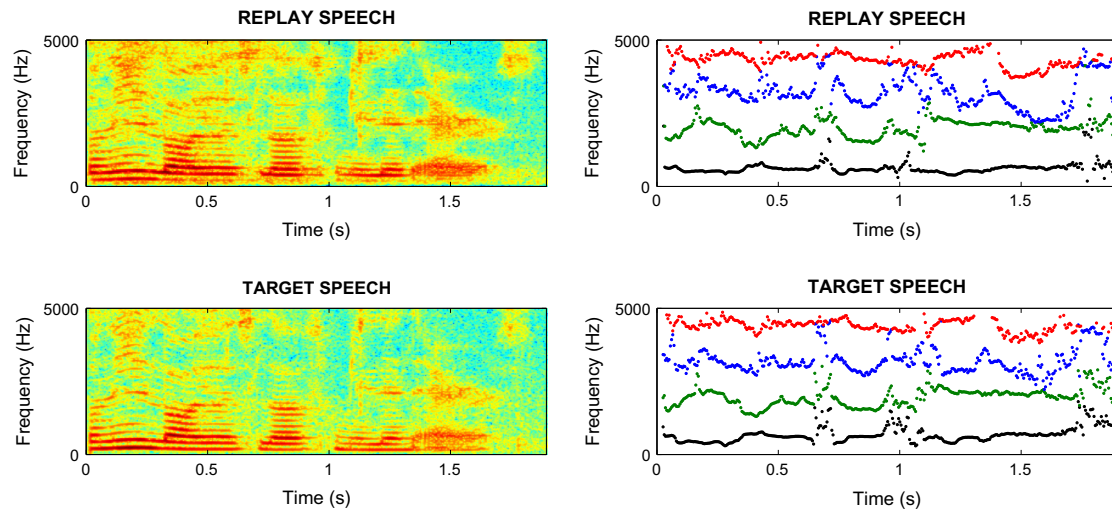 REPLAY SPEECH
5000
Frequency (Hz)
0
0 0.5 1 1.5
Time (s)
REPLAY SPEECH
5000
Frequency (Hz)
0
0 0.5 1 1.5
Time (s)
TARGET SPEECH
5000
Frequency (Hz)
0
0 0.5 1 1.5
Time (s)
TARGET SPEECH
5000
Frequency (Hz)
0
0 0.5 1 1.5
Time (s)